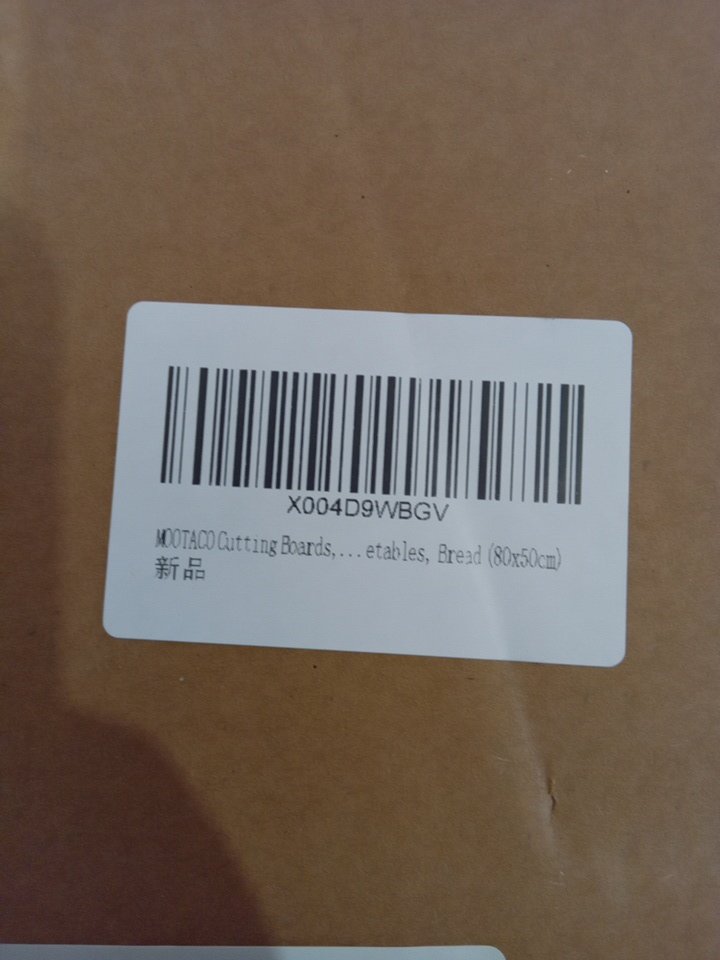 X004D9WBGV
MOOTACO Cutting Boards,...etables, Bread (80x50cm)
新品